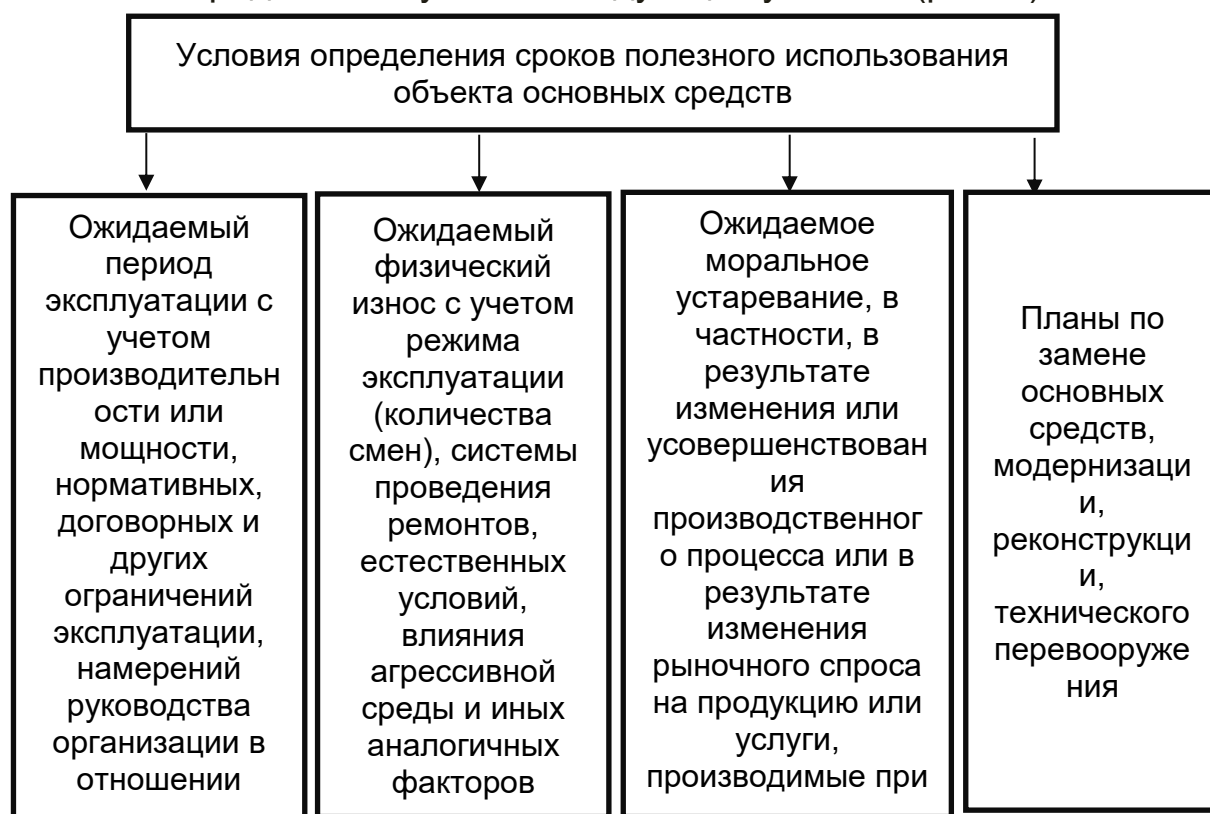 Условия определения сроков полезного использования
объекта основных средств
Ожидаемый
период
эксплуатации с
учетом
производительн
ости или
мощности,
нормативных,
договорных и
других
ограничений
эксплуатации,
намерений
руководства
организации в
отношении
Ожидаемый
физический
износ с учетом
режима
эксплуатации
(количества
смен), системы
проведения
ремонтов,
естественных
условий,
влияния
агрессивной
среды и иных
аналогичных
факторов
Ожидаемое
моральное
устаревание, в
частности, в
результате
изменения или
усовершенствован
ия
производственног
о процесса или в
результате
изменения
рыночного спроса
на продукцию или
услуги,
производимые при
Планы по
замене
основных
средств,
модернизаци
и,
реконструкци
и,
технического
перевооруже
ния